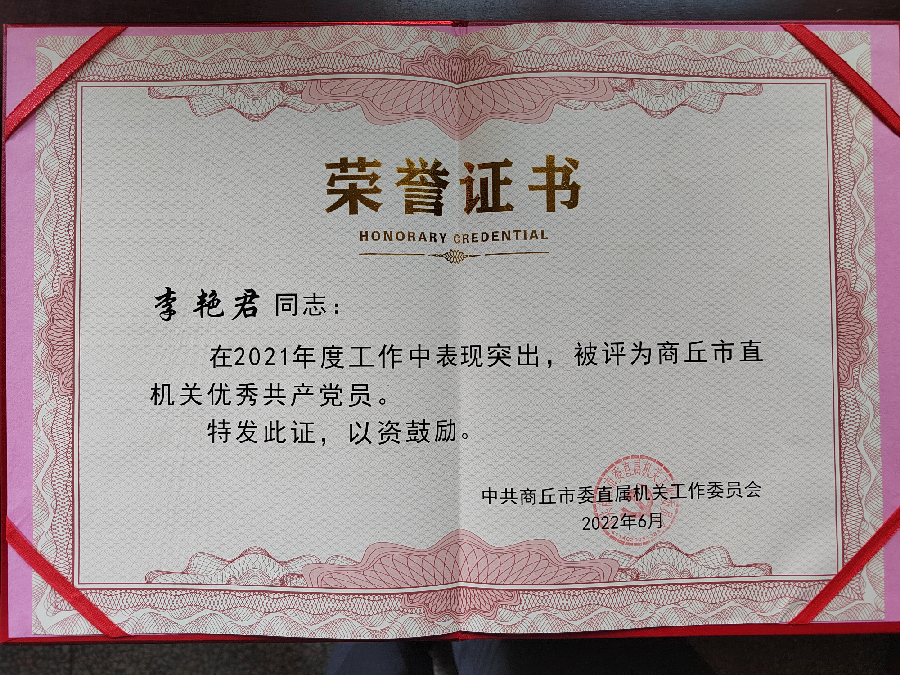 荣誉证书
HONORARY CREDENTIAL
李艳君 同志：
在2021年度工作中表现突出，被评为商丘市直
机关优秀共产党员。
特发此证，以资鼓励。
中共商丘市委直属机关工作委员会
2022年6月